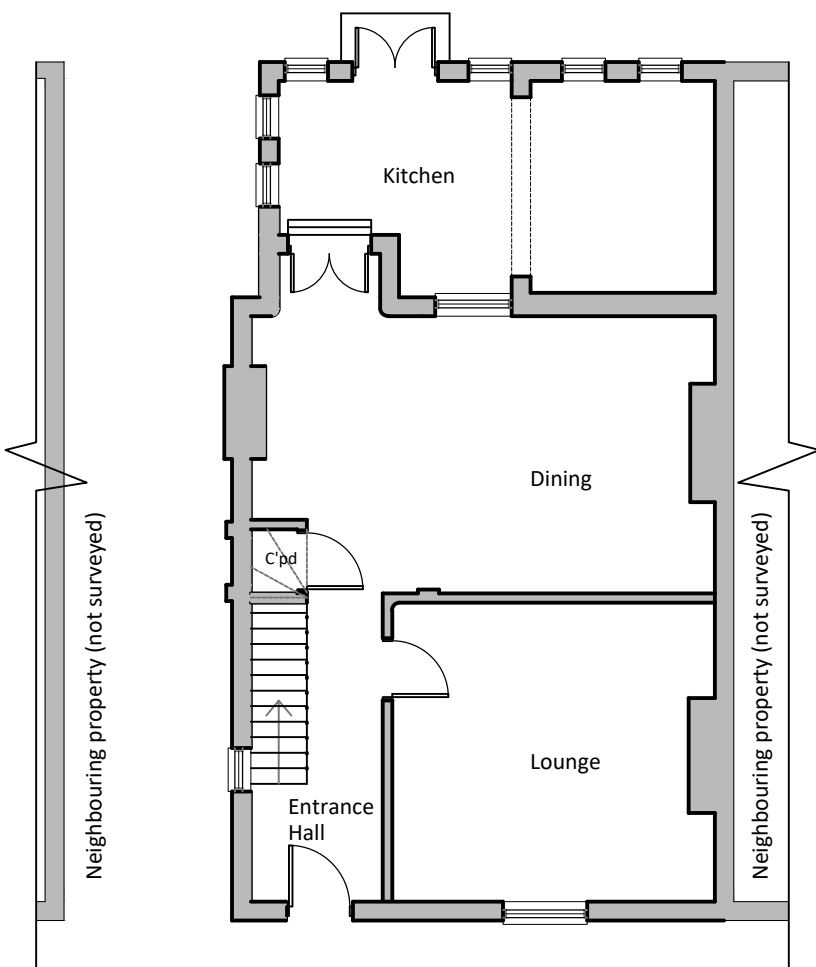 Kitchen
Dining
C'pd
Lounge
Entrance
Hall
Neighbouring property (not surveyed)
Neighbouring property (not surveyed)